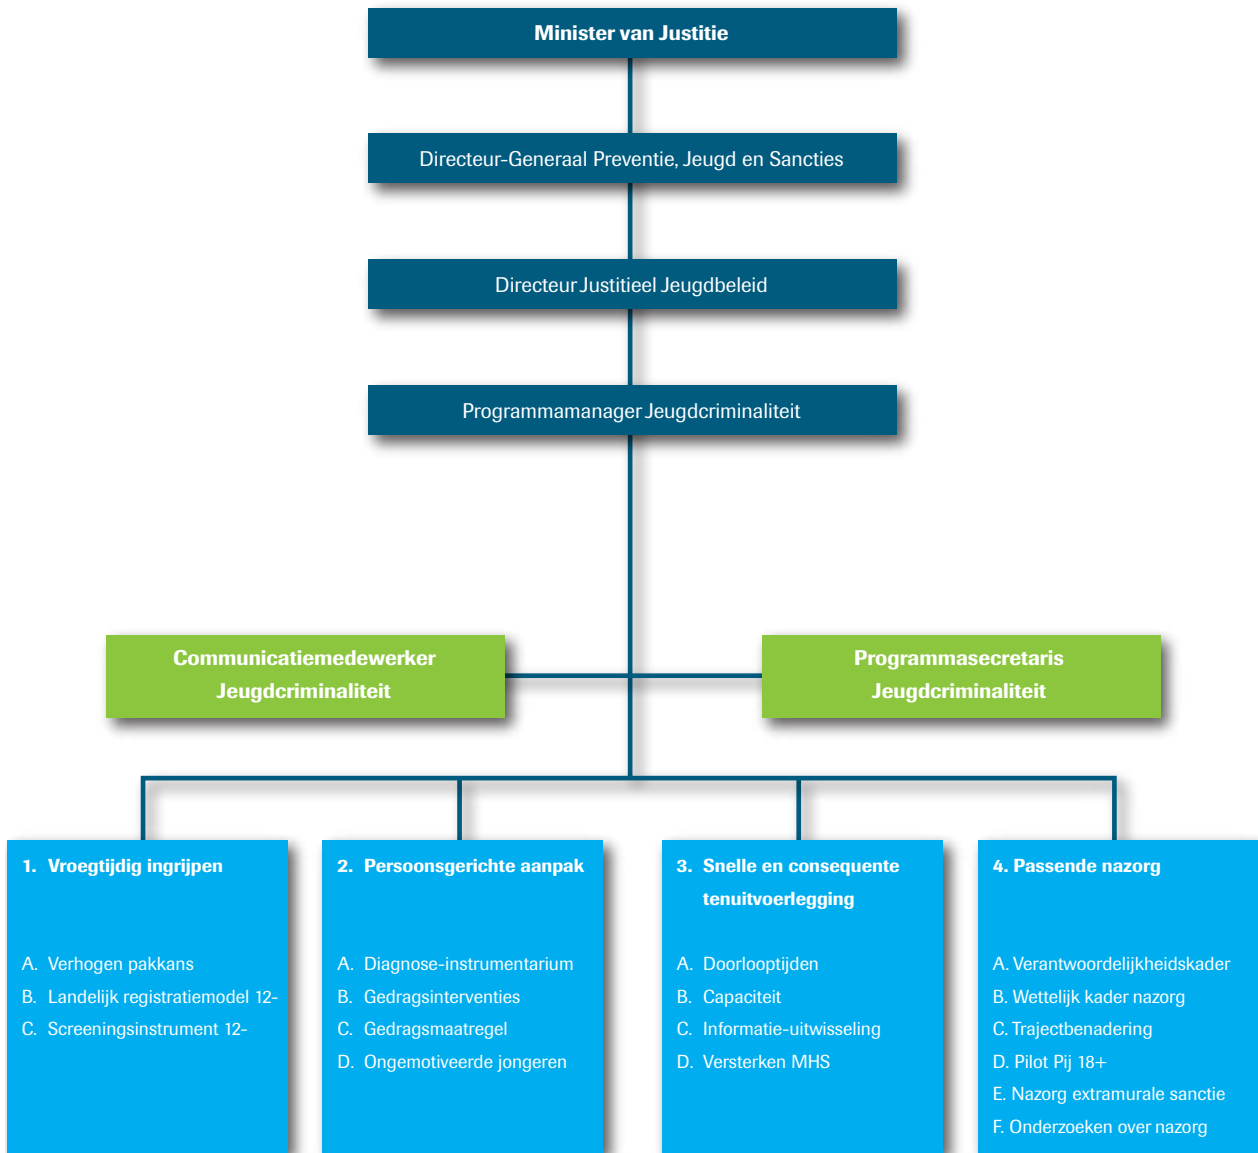 Minister van Justitie
Directeur-Generaal Preventie, Jeugd en Sancties
Directeur Justitieel Jeugdbeleid
Programmamanager Jeugdcriminaliteit
Communicatiemedewerker
Jeugdcriminaliteit
Programmasecretaris
Jeugdcriminaliteit
1. Vroegtijdig ingrijpen
A. Verhogen pakkans
B. Landelijk registratiemodel 12-
C. Screeningsinstrument 12-
2. Persoonsgerichte aanpak
A. Diagnose-instrumentarium
B. Gedragsinterventies
C. Gedragsmaatregel
D. Ongemotiveerde jongeren
3. Snelle en consequente
tenuitvoerlegging
A. Doorlooptijden
B. Capaciteit
C. Informatie-uitwisseling
D. Versterken MHS
4. Passende nazorg
A. Verantwoordelijkheidskader
B. Wettelijk kader nazorg
C. Trajectbenadering
D. Pilot Pij 18+
E. Nazorg extramurale sanctie
F. Onderzoeken over nazorg